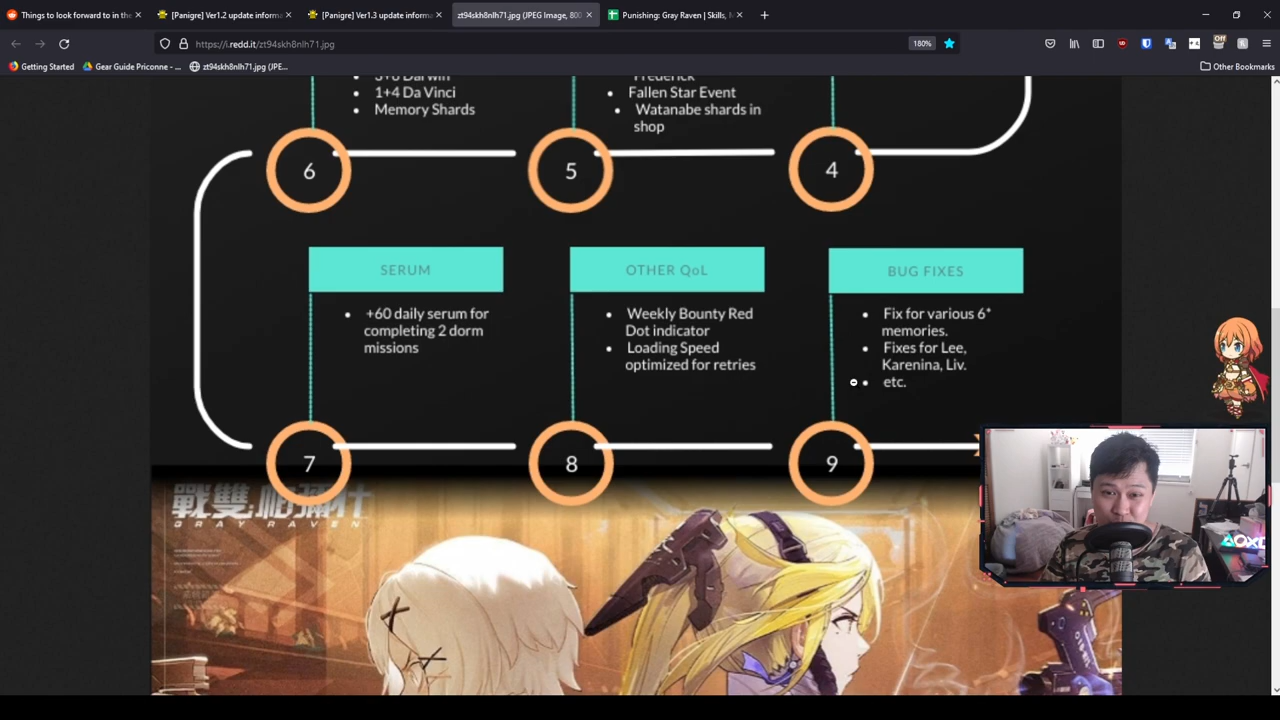 Things to look forward to in the
[Panigre] Ver1.2 update informa
[Panigre] Ver1.3 update informa
zt94skh8nlh71.jpg (JPEG Image, 800
Punishing: Gray Raven | Skills, M
https://i.redd.it/zt94skh8nlh71.jpg
180%
Off
Getting Started
Gear Guide Priconne - ...
zt94skh8nlh71.jpg (JPE...
Other Bookmarks
3+6 Darwin
1+4 Da Vinci
Memory Shards
Frederick
Fallen Star Event
Watanabe shards in
shop
6
5
4
SERUM
+60 daily serum for
completing 2 dorm
missions
OTHER QoL
Weekly Bounty Red
Dot indicator
Loading Speed
optimized for retries
BUG FIXES
Fix for various 6*
memories.
Fixes for Lee,
Karenina, Liv.
etc.
7
8
9
GRAY RAVEN